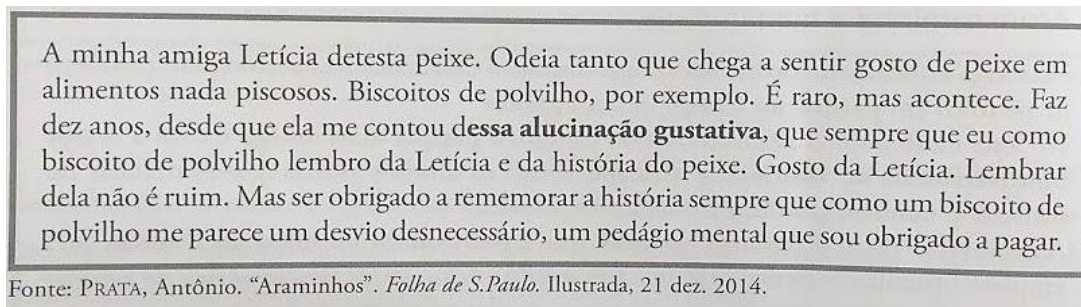 A minha amiga Letícia detesta peixe. Odeia tanto que chega a sentir gosto de peixe em
alimentos nada piscosos. Biscoitos de polvilho, por exemplo. É raro, mas acontece. Faz
dez anos, desde que ela me contou dessa alucinação gustativa, que sempre que eu como
biscoito de polvilho lembro da Letícia e da história do peixe. Gosto da Letícia. Lembrar
dela não é ruim. Mas ser obrigado a rememorar a história sempre que como um biscoito de
polvilho me parece um desvio desnecessário, um pedágio mental que sou obrigado a pagar.
Fonte: PRATA, Antônio. “Araminhos”. Folha de S.Paulo. Ilustrada, 21 dez. 2014.